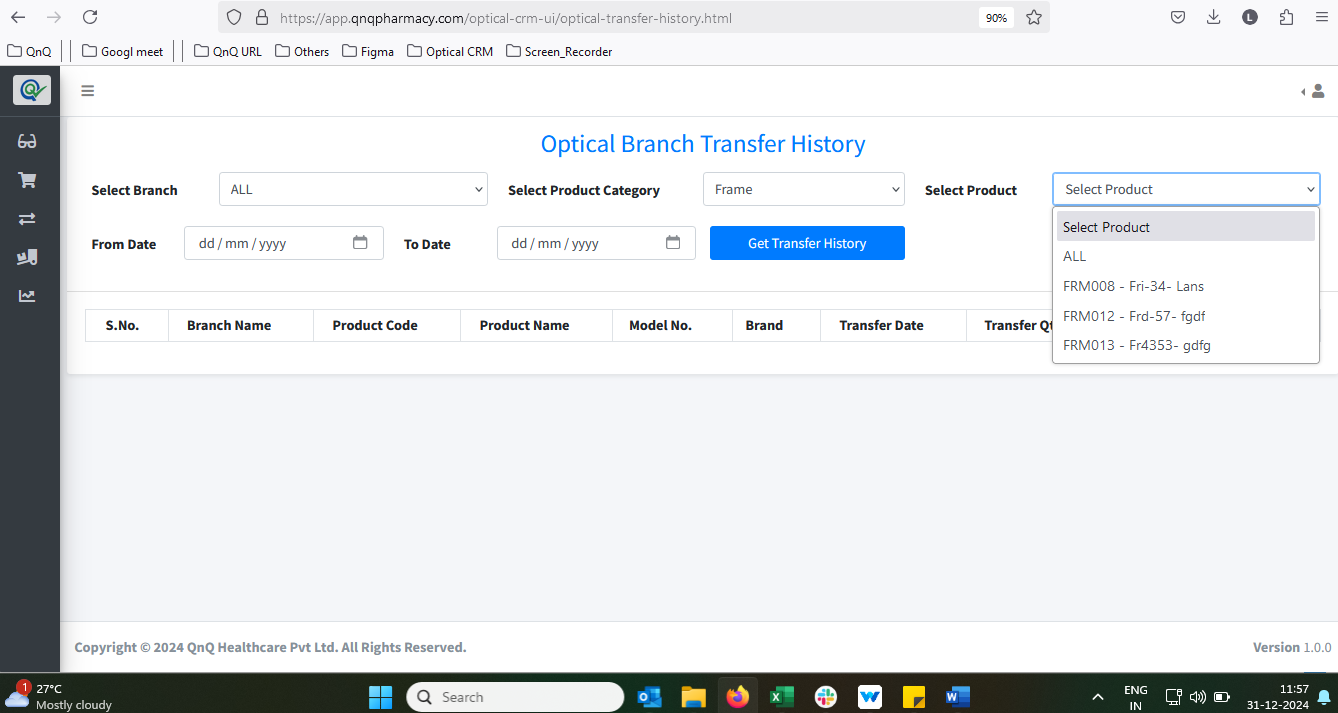 https://app.qnqpharmacy.com/optical-crm-ui/optical-transfer-history.html
90%
L
QnQ
Googl meet
QnQ URL
Others
Figma
Optical CRM
Screen_Recorder
Optical Branch Transfer History
Select Branch
ALL
Select Product Category
Frame
Select Product
Select Product
From Date
dd / mm / yyyy
To Date
dd / mm / yyyy
Get Transfer History
Select Product
ALL
FRM008 - Fri-34- Lans
FRM012 - Frd-57- fgdf
FRM013 - Fr4353- gdfg
S.No.
Branch Name
Product Code
Product Name
Model No.
Brand
Transfer Date
Transfer
Copyright © 2024 QnQ Healthcare Pvt Ltd. All Rights Reserved.
Version 1.0.0
1
27°C
Mostly cloudy
Search
ENG
IN
11:57
31-12-2024